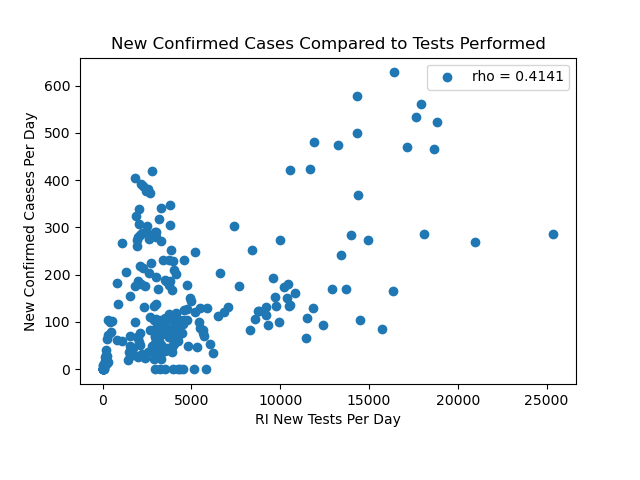 New Confirmed Cases Compared to Tests Performed
rho = 0.4141
New Confirmed Caeses Per Day
600
500
400
300
200
100
0
0 5000 10000 15000 20000 25000
RI New Tests Per Day